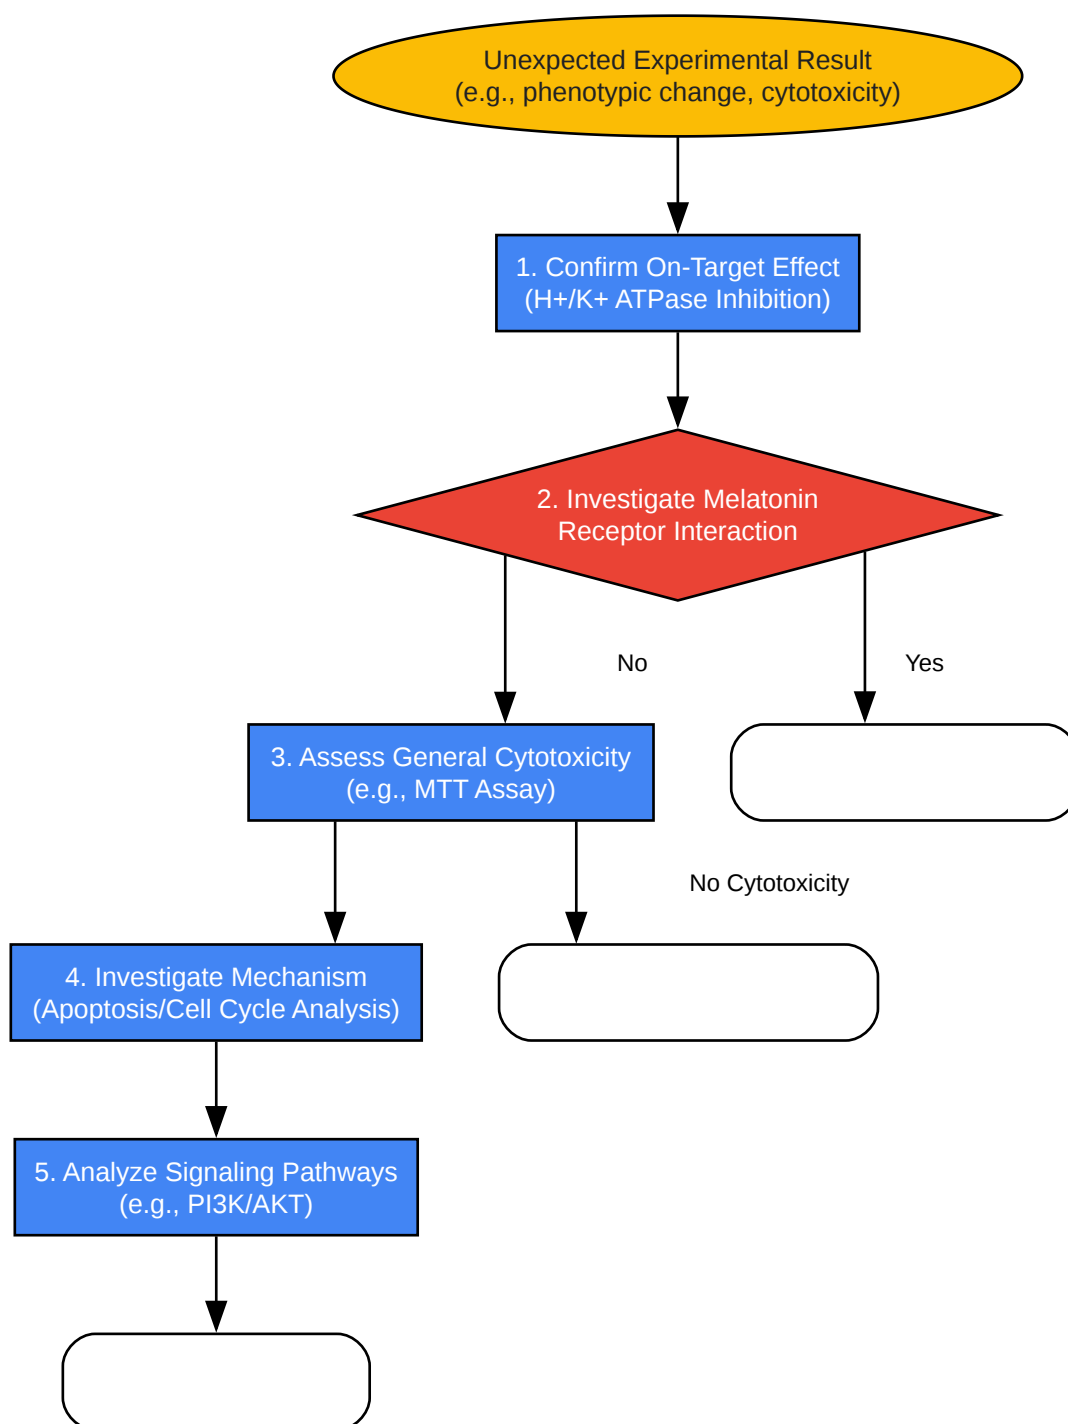 Unexpected Experimental Result
(e.g., phenotypic change, cytotoxicity)
1. Confirm On-Target Effect
(H+/K+ ATPase Inhibition)
2. Investigate Melatonin
Receptor Interaction
No
Yes
3. Assess General Cytotoxicity
(e.g., MTT Assay)
No Cytotoxicity
4. Investigate Mechanism
(Apoptosis/Cell Cycle Analysis)
5. Analyze Signaling Pathways
(e.g., PI3K/AKT)